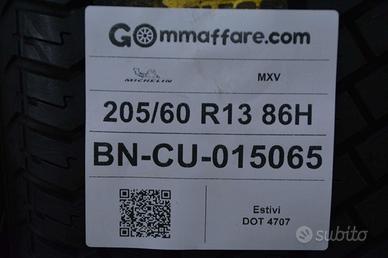 GOmmaffare.com
MICHELIN
MXV
205/60 R13 86H
BN-CU-015065
Estivi
DOT 4707
subito